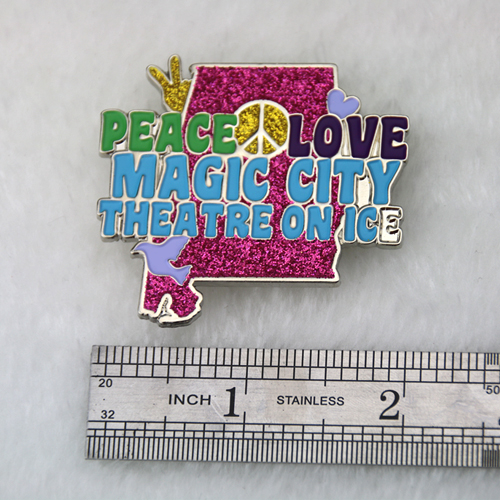 PEACE LOVE
MAGIC CITY
THEATRE ON ICE
20 INCH 1 STAINLESS 2 50
32